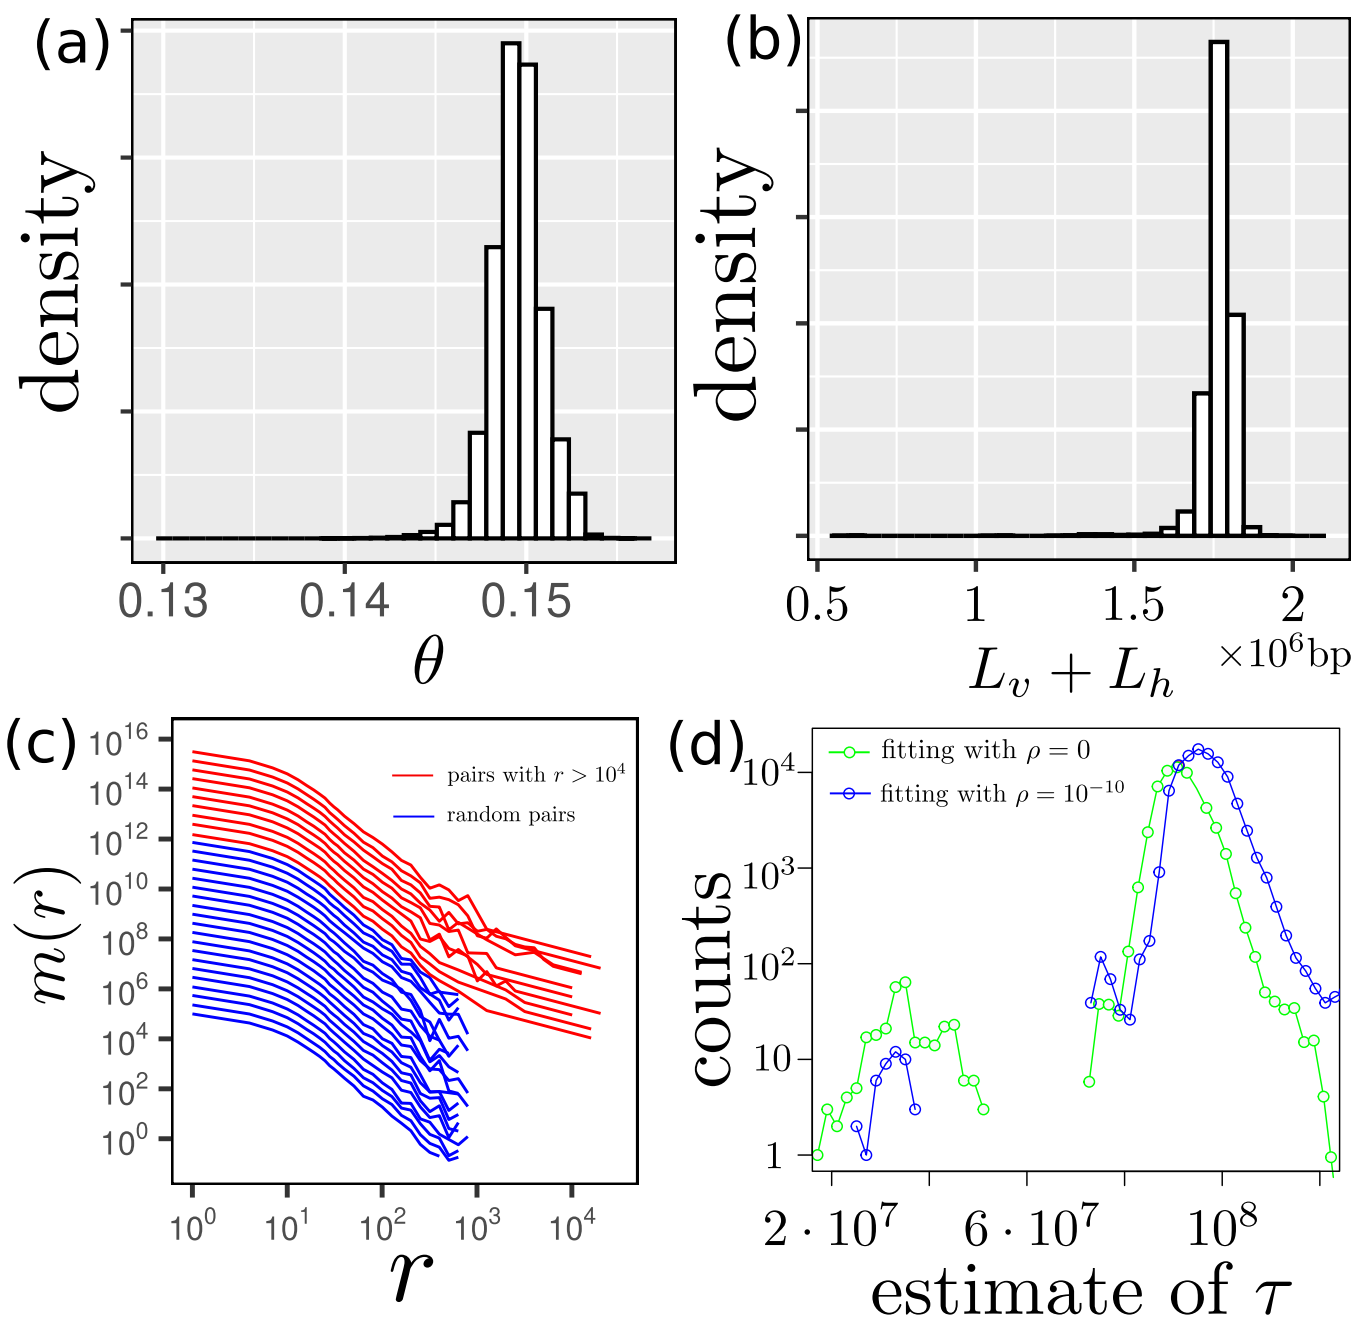 (a)
density
0.13 0.14 0.15
θ
(b)
density
0.5 1 1.5 2
×10⁶bp
Lᵥ + Lₕ
(c)
m(r)
10¹⁶
10¹⁴
10¹²
10¹⁰
10⁸
10⁶
10⁴
10²
10⁰
pairs with r > 10⁴
random pairs
10⁰ 10¹ 10² 10³ 10⁴
r
(d)
counts
10⁴
10³
10²
10
1
fitting with ρ = 0
fitting with ρ = 10⁻¹⁰
2 · 10⁷ 6 · 10⁷ 10⁸
estimate of τ